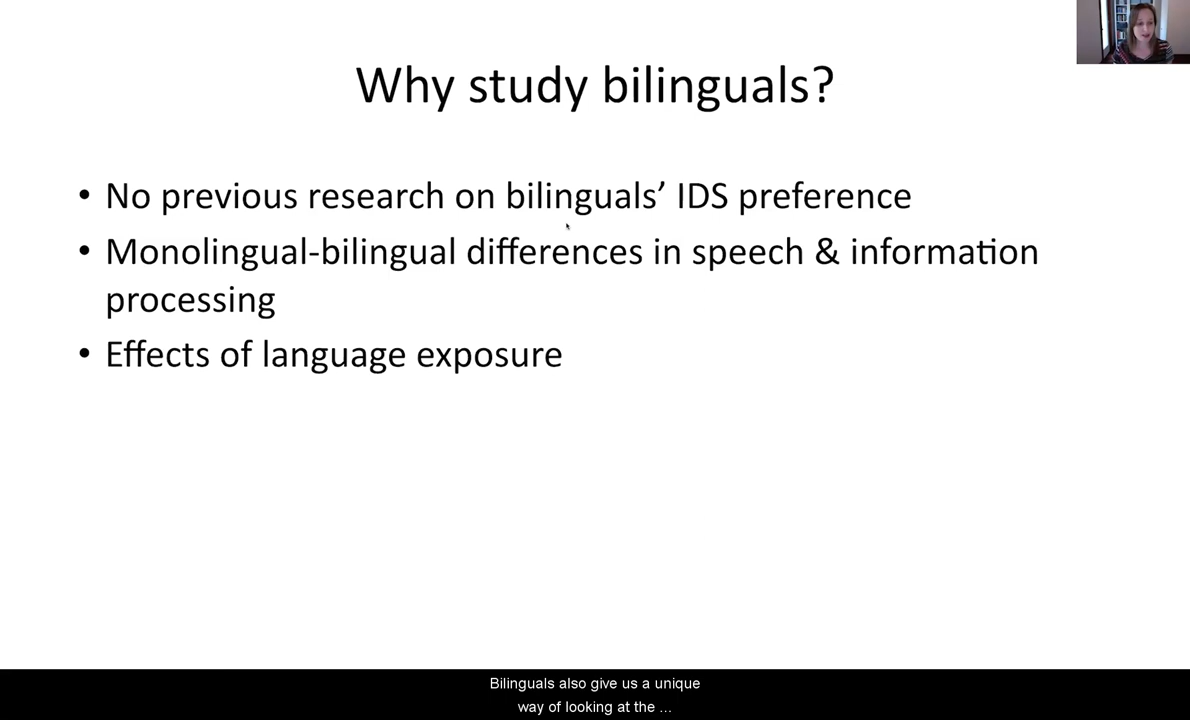 Why study bilinguals?
• No previous research on bilinguals’ IDS preference
• Monolingual-bilingual differences in speech & information
processing
• Effects of language exposure
Bilinguals also give us a unique
way of looking at the ...